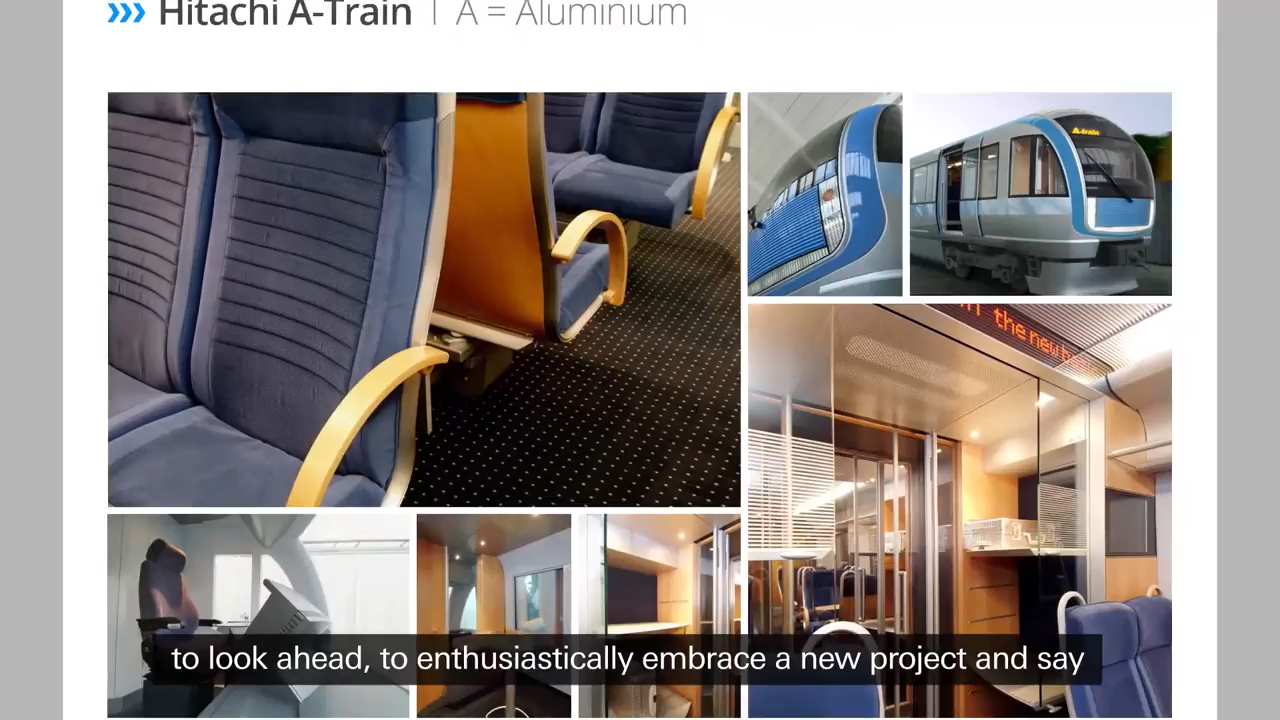 Hitachi A-Train | A = Aluminium
A-train
the new
to look ahead, to enthusiastically embrace a new project and say